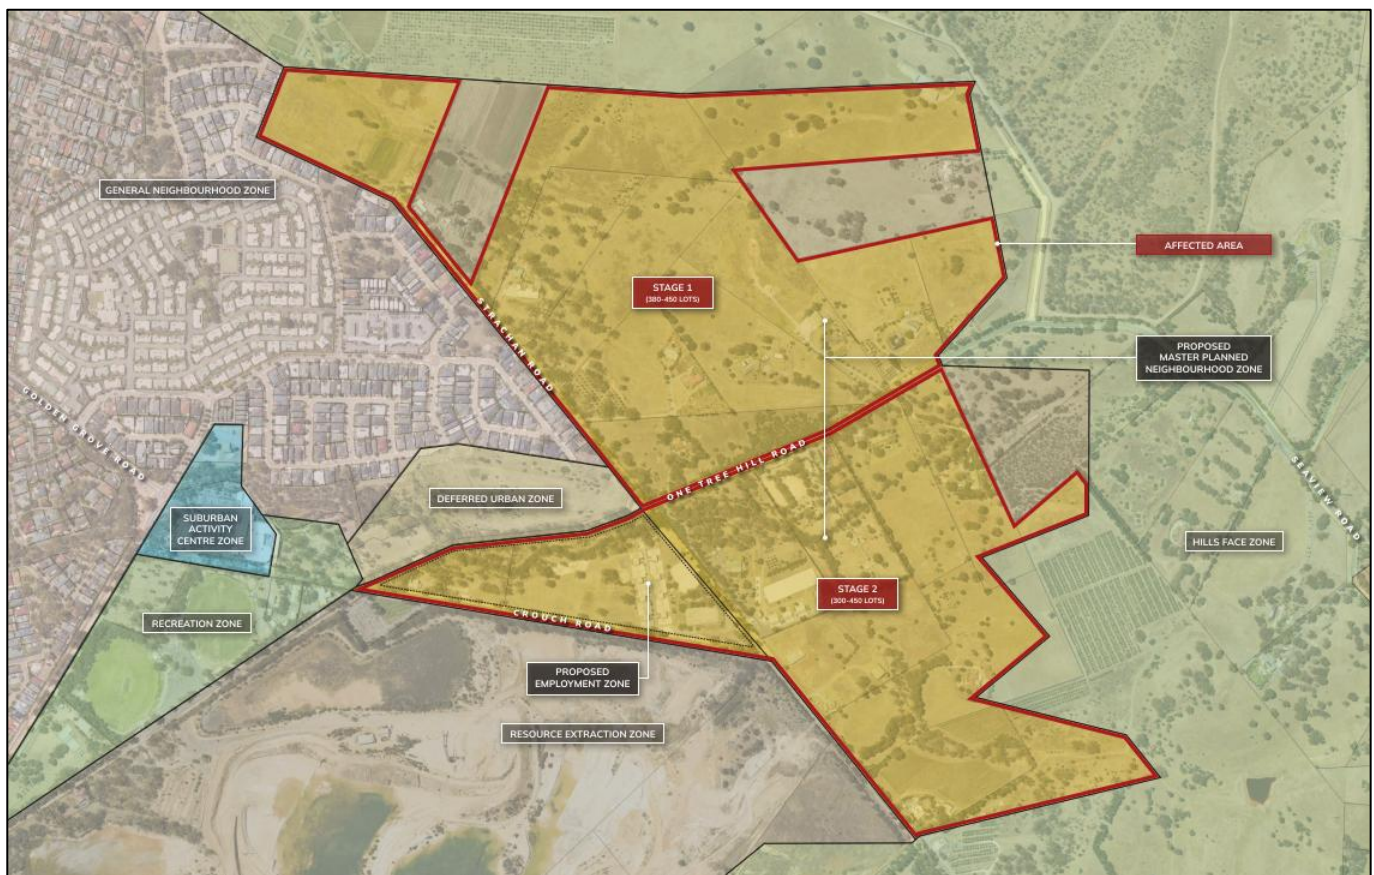 GENERAL NEIGHBOURHOOD ZONE
AFFECTED AREA
STAGE 1
(380-450 LOTS)
STRACHAN ROAD
PROPOSED
MASTER PLANNED
NEIGHBOURHOOD ZONE
GOLDEN GROVE ROAD
ONE TREE HILL ROAD
SEAVIEW ROAD
DEFERRED URBAN ZONE
SUBURBAN
ACTIVITY
CENTRE ZONE
HILLS FACE ZONE
STAGE 2
(300-450 LOTS)
RECREATION ZONE
CROUCH ROAD
PROPOSED
EMPLOYMENT ZONE
RESOURCE EXTRACTION ZONE